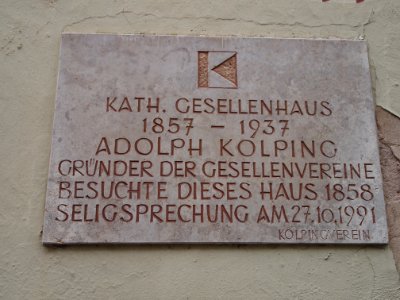 K
KATH. GESELLENHAUS
1857 – 1937
ADOLPH KOLPING
GRÜNDER DER GESELLENVEREINE
BESUCHTE DIESES HAUS 1858
SELIGSPRECHUNG AM 27.10.1991
KOLPINGVEREIN